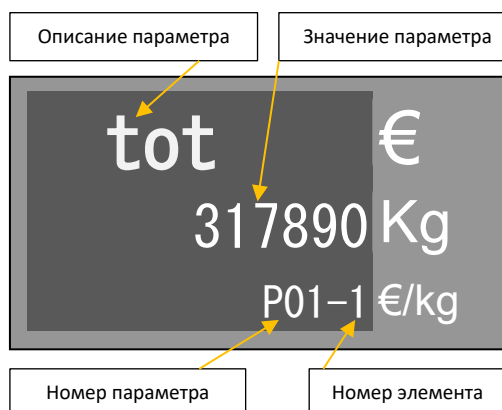 Описание параметра
Значение параметра
tot €
317890 Kg
P01-1 €/kg
Номер параметра
Номер элемента